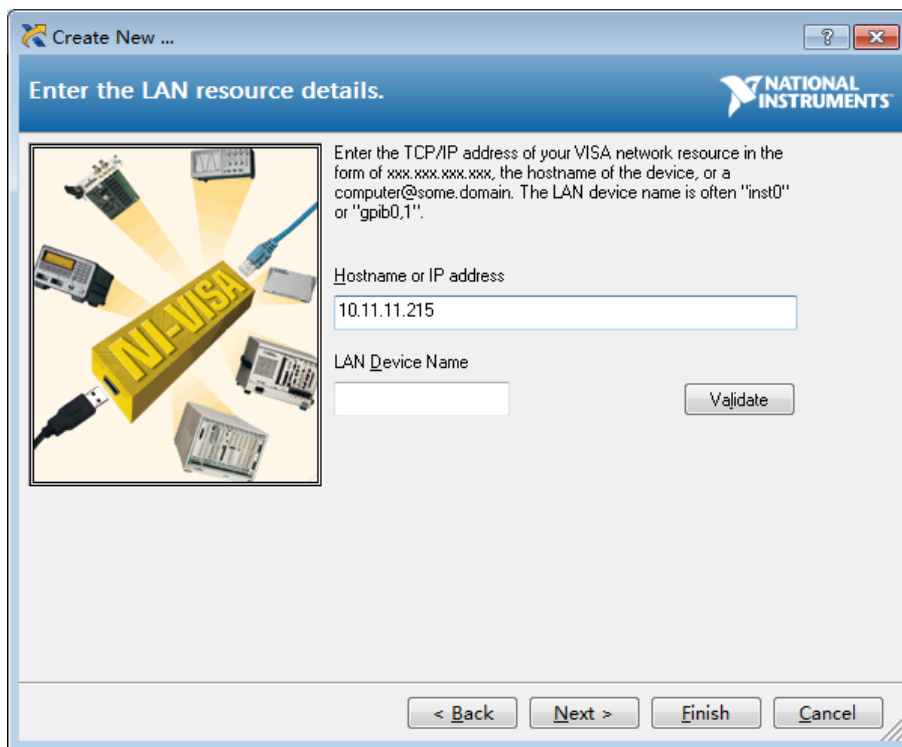 Create New ...
Enter the LAN resource details.
NATIONAL
INSTRUMENTS
Enter the TCP/IP address of your VISA network resource in the
form of xxx.xxx.xxx.xxx, the hostname of the device, or a
computer@some.domain. The LAN device name is often "inst0"
or "gpib0,1".
NI-VISA
Hostname or IP address
10.11.11.215
LAN Device Name
Validate
< Back
Next >
Finish
Cancel